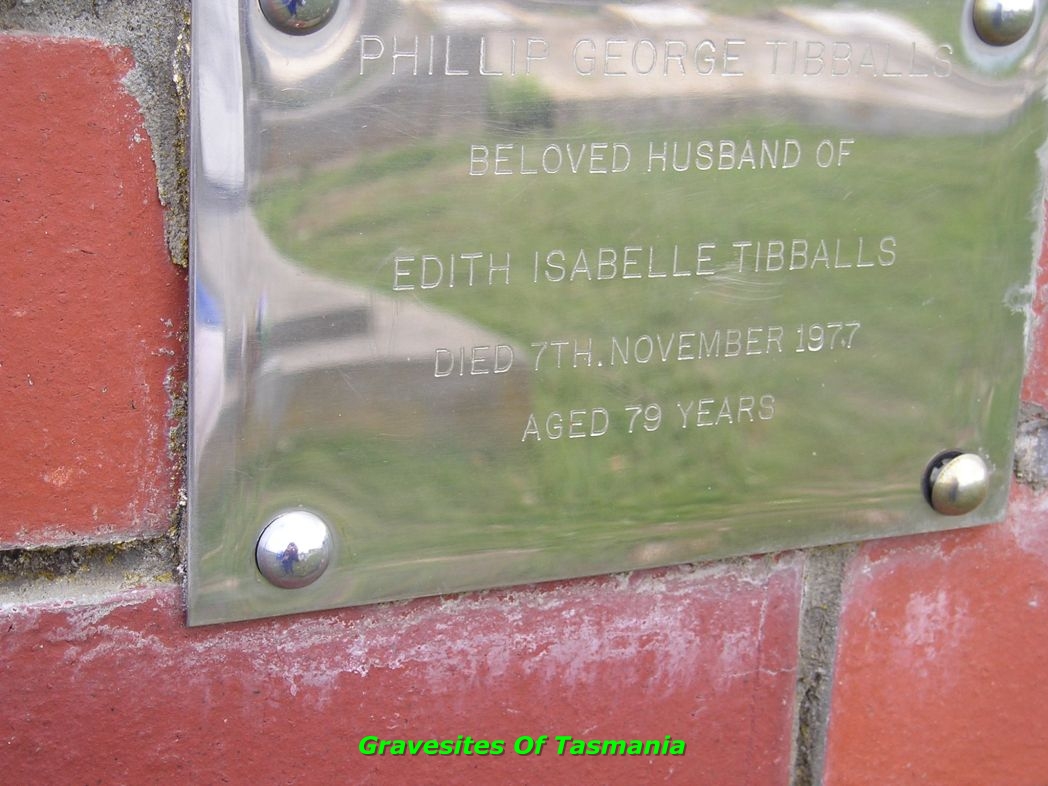 PHILLIP GEORGE TIBBALLS
BELOVED HUSBAND OF
EDITH ISABELLE TIBBALLS
DIED 7TH. NOVEMBER 1977
AGED 79 YEARS
Gravesites Of Tasmania